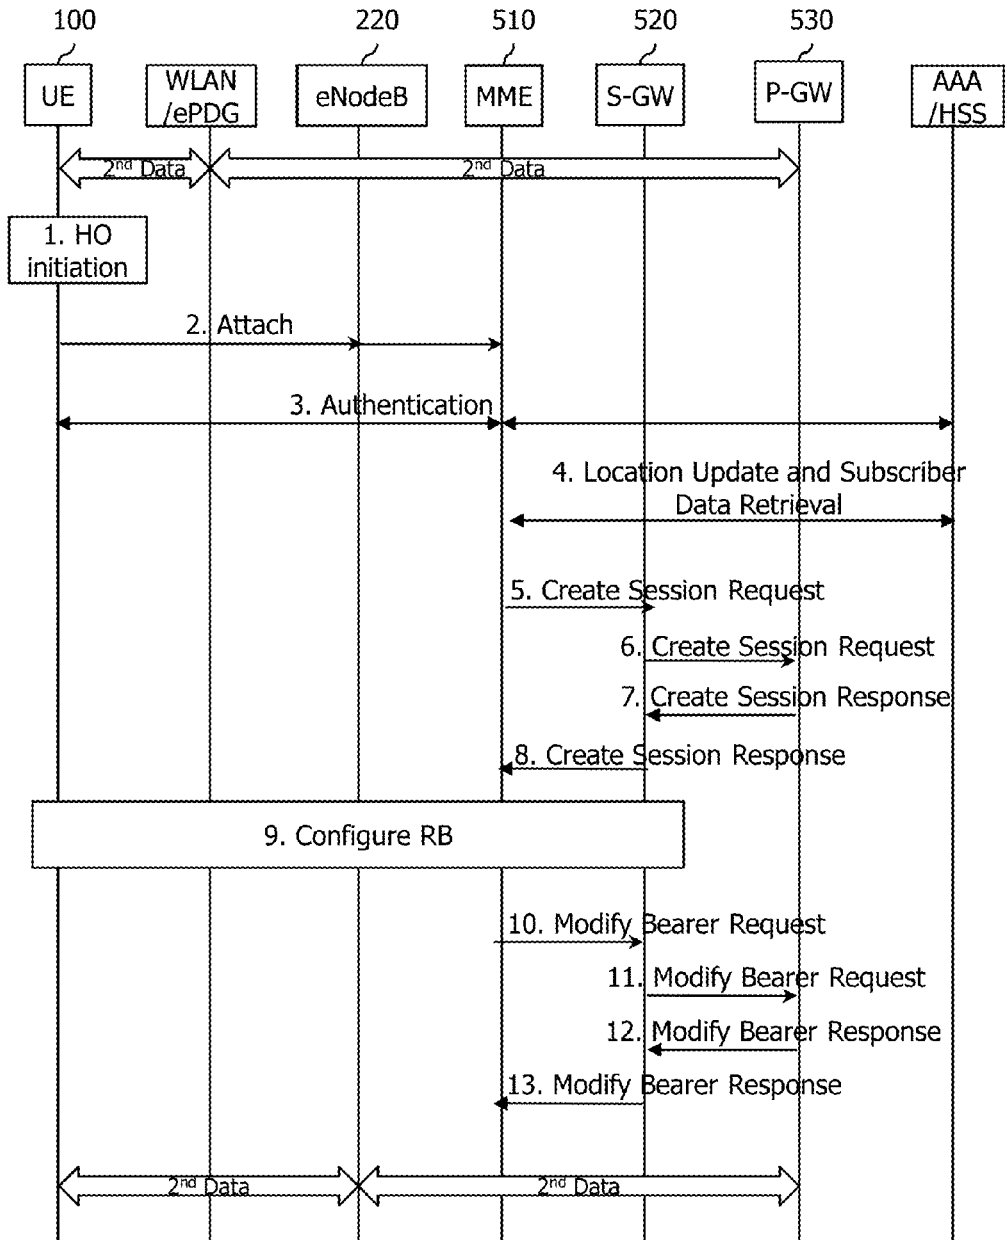 100 220 510 520 530
UE
WLAN
/ePDG
eNodeB
MME
S-GW
P-GW
AAA
/HSS
2nd Data 2nd Data
1. HO
initiation
2. Attach
3. Authentication
4. Location Update and Subscriber
Data Retrieval
5. Create Session Request
6. Create Session Request
7. Create Session Response
8. Create Session Response
9. Configure RB
10. Modify Bearer Request
11. Modify Bearer Request
12. Modify Bearer Response
13. Modify Bearer Response
2nd Data 2nd Data